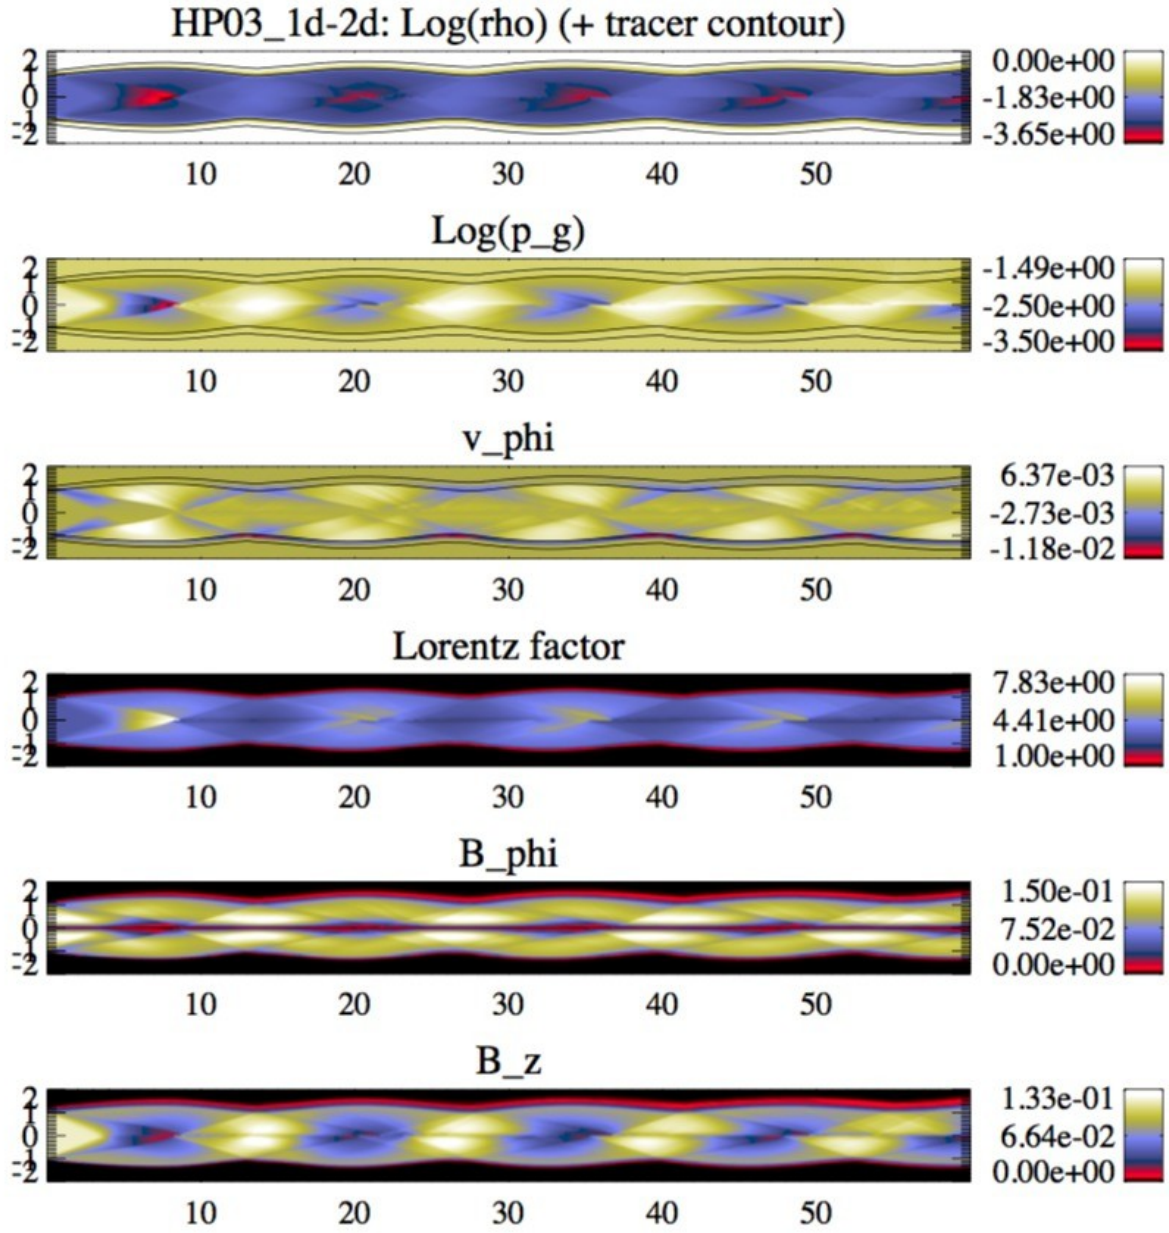 HP03_1d-2d: Log(rho) (+ tracer contour)
2
1
0
-1
-2
0.00e+00
-1.83e+00
-3.65e+00
10 20 30 40 50
Log(p_g)
2
1
0
-1
-2
-1.49e+00
-2.50e+00
-3.50e+00
10 20 30 40 50
v_phi
2
1
0
-1
-2
6.37e-03
-2.73e-03
-1.18e-02
10 20 30 40 50
Lorentz factor
2
1
0
-1
-2
7.83e+00
4.41e+00
1.00e+00
10 20 30 40 50
B_phi
2
1
0
-1
-2
1.50e-01
7.52e-02
0.00e+00
10 20 30 40 50
B_z
2
1
0
-1
-2
1.33e-01
6.64e-02
0.00e+00
10 20 30 40 50